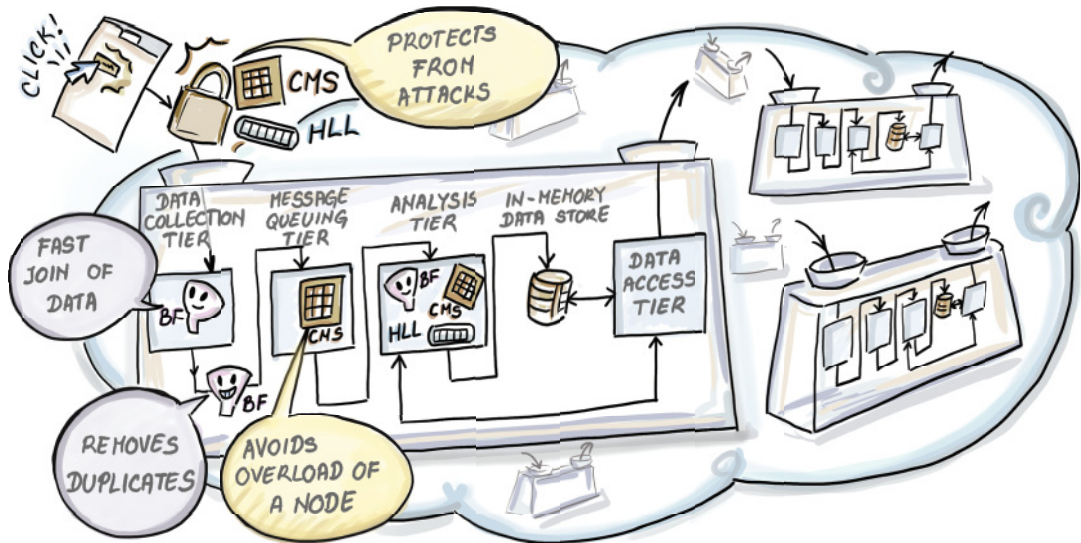 CLICK!
CMS
HLL
PROTECTS
FROM
ATTACKS
DATA
COLLECTION
TIER
MESSAGE
QUEUING
TIER
ANALYSIS
TIER
IN-MEMORY
DATA STORE
DATA
ACCESS
TIER
FAST
JOIN OF
DATA
BF
CMS
BF
CMS
HLL
BF
REMOVES
DUPLICATES
AVOIDS
OVERLOAD OF
A NODE